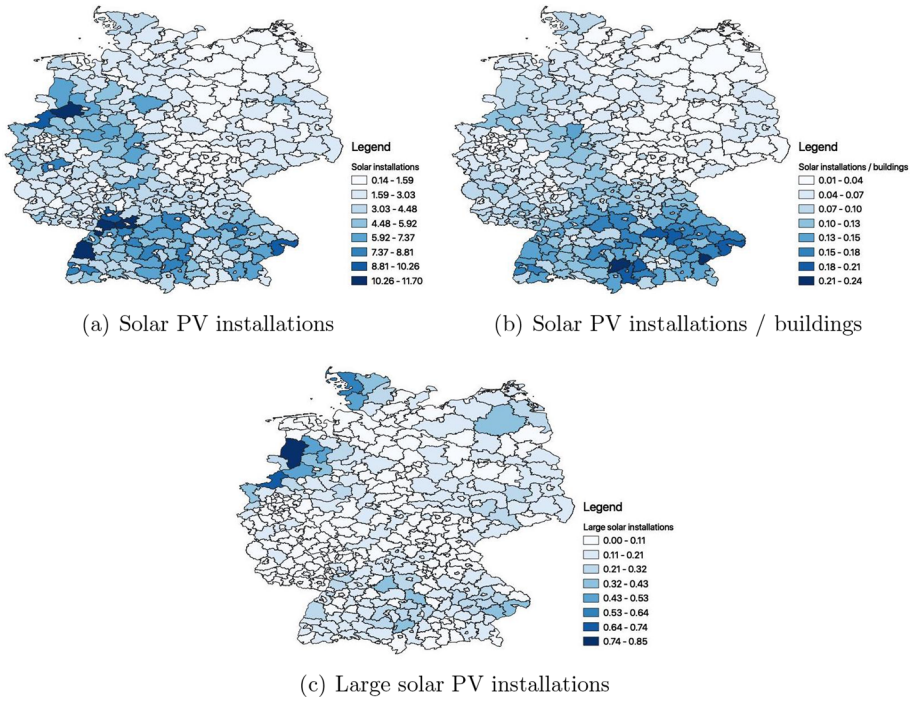 Legend
Solar installations
0.14 - 1.59
1.59 - 3.03
3.03 - 4.48
4.48 - 5.92
5.92 - 7.37
7.37 - 8.81
8.81 - 10.26
10.26 - 11.70
(a) Solar PV installations
Legend
Solar installations / buildings
0.01 - 0.04
0.04 - 0.07
0.07 - 0.10
0.10 - 0.13
0.13 - 0.15
0.15 - 0.18
0.18 - 0.21
0.21 - 0.24
(b) Solar PV installations / buildings
Legend
Large solar installations
0.00 - 0.11
0.11 - 0.21
0.21 - 0.32
0.32 - 0.43
0.43 - 0.53
0.53 - 0.64
0.64 - 0.74
0.74 - 0.85
(c) Large solar PV installations